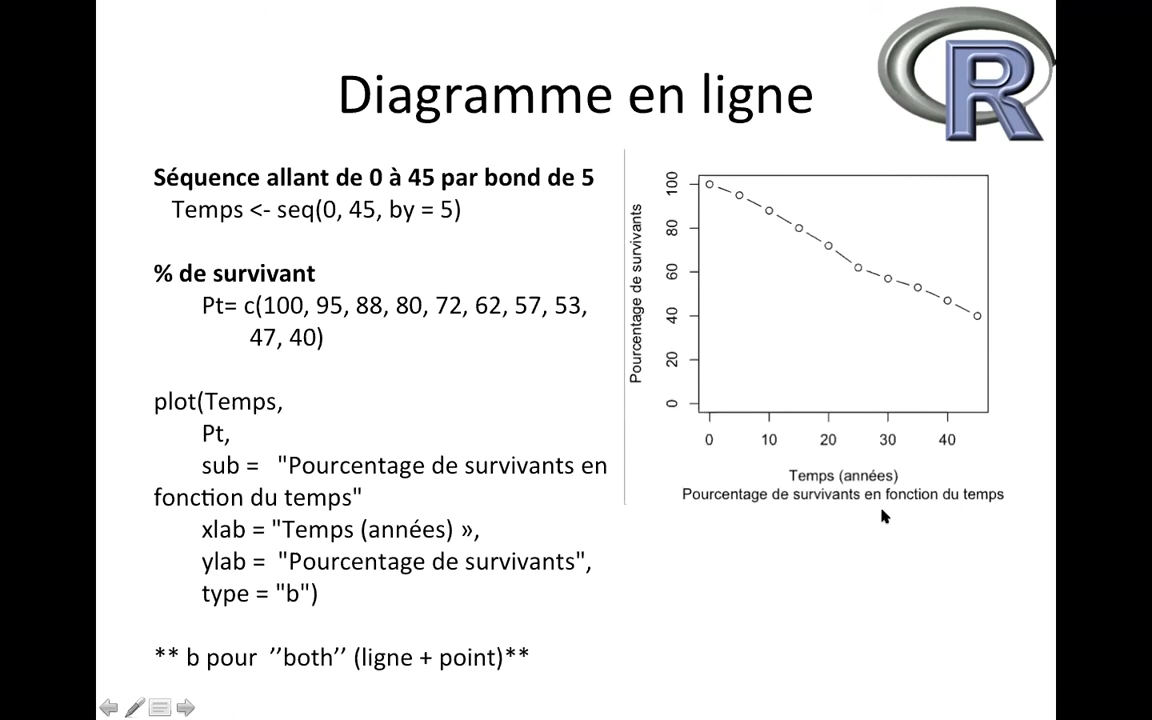 Diagramme en ligne
R
Séquence allant de 0 à 45 par bond de 5
Temps <- seq(0, 45, by = 5)
% de survivant
Pt= c(100, 95, 88, 80, 72, 62, 57, 53,
47, 40)
plot(Temps,
Pt,
sub = "Pourcentage de survivants en
fonction du temps"
xlab = "Temps (années) »,
ylab = "Pourcentage de survivants",
type = "b")
** b pour ’’both’’ (ligne + point)**
Pourcentage de survivants
100
80
60
40
20
0
0 10 20 30 40
Temps (années)
Pourcentage de survivants en fonction du temps